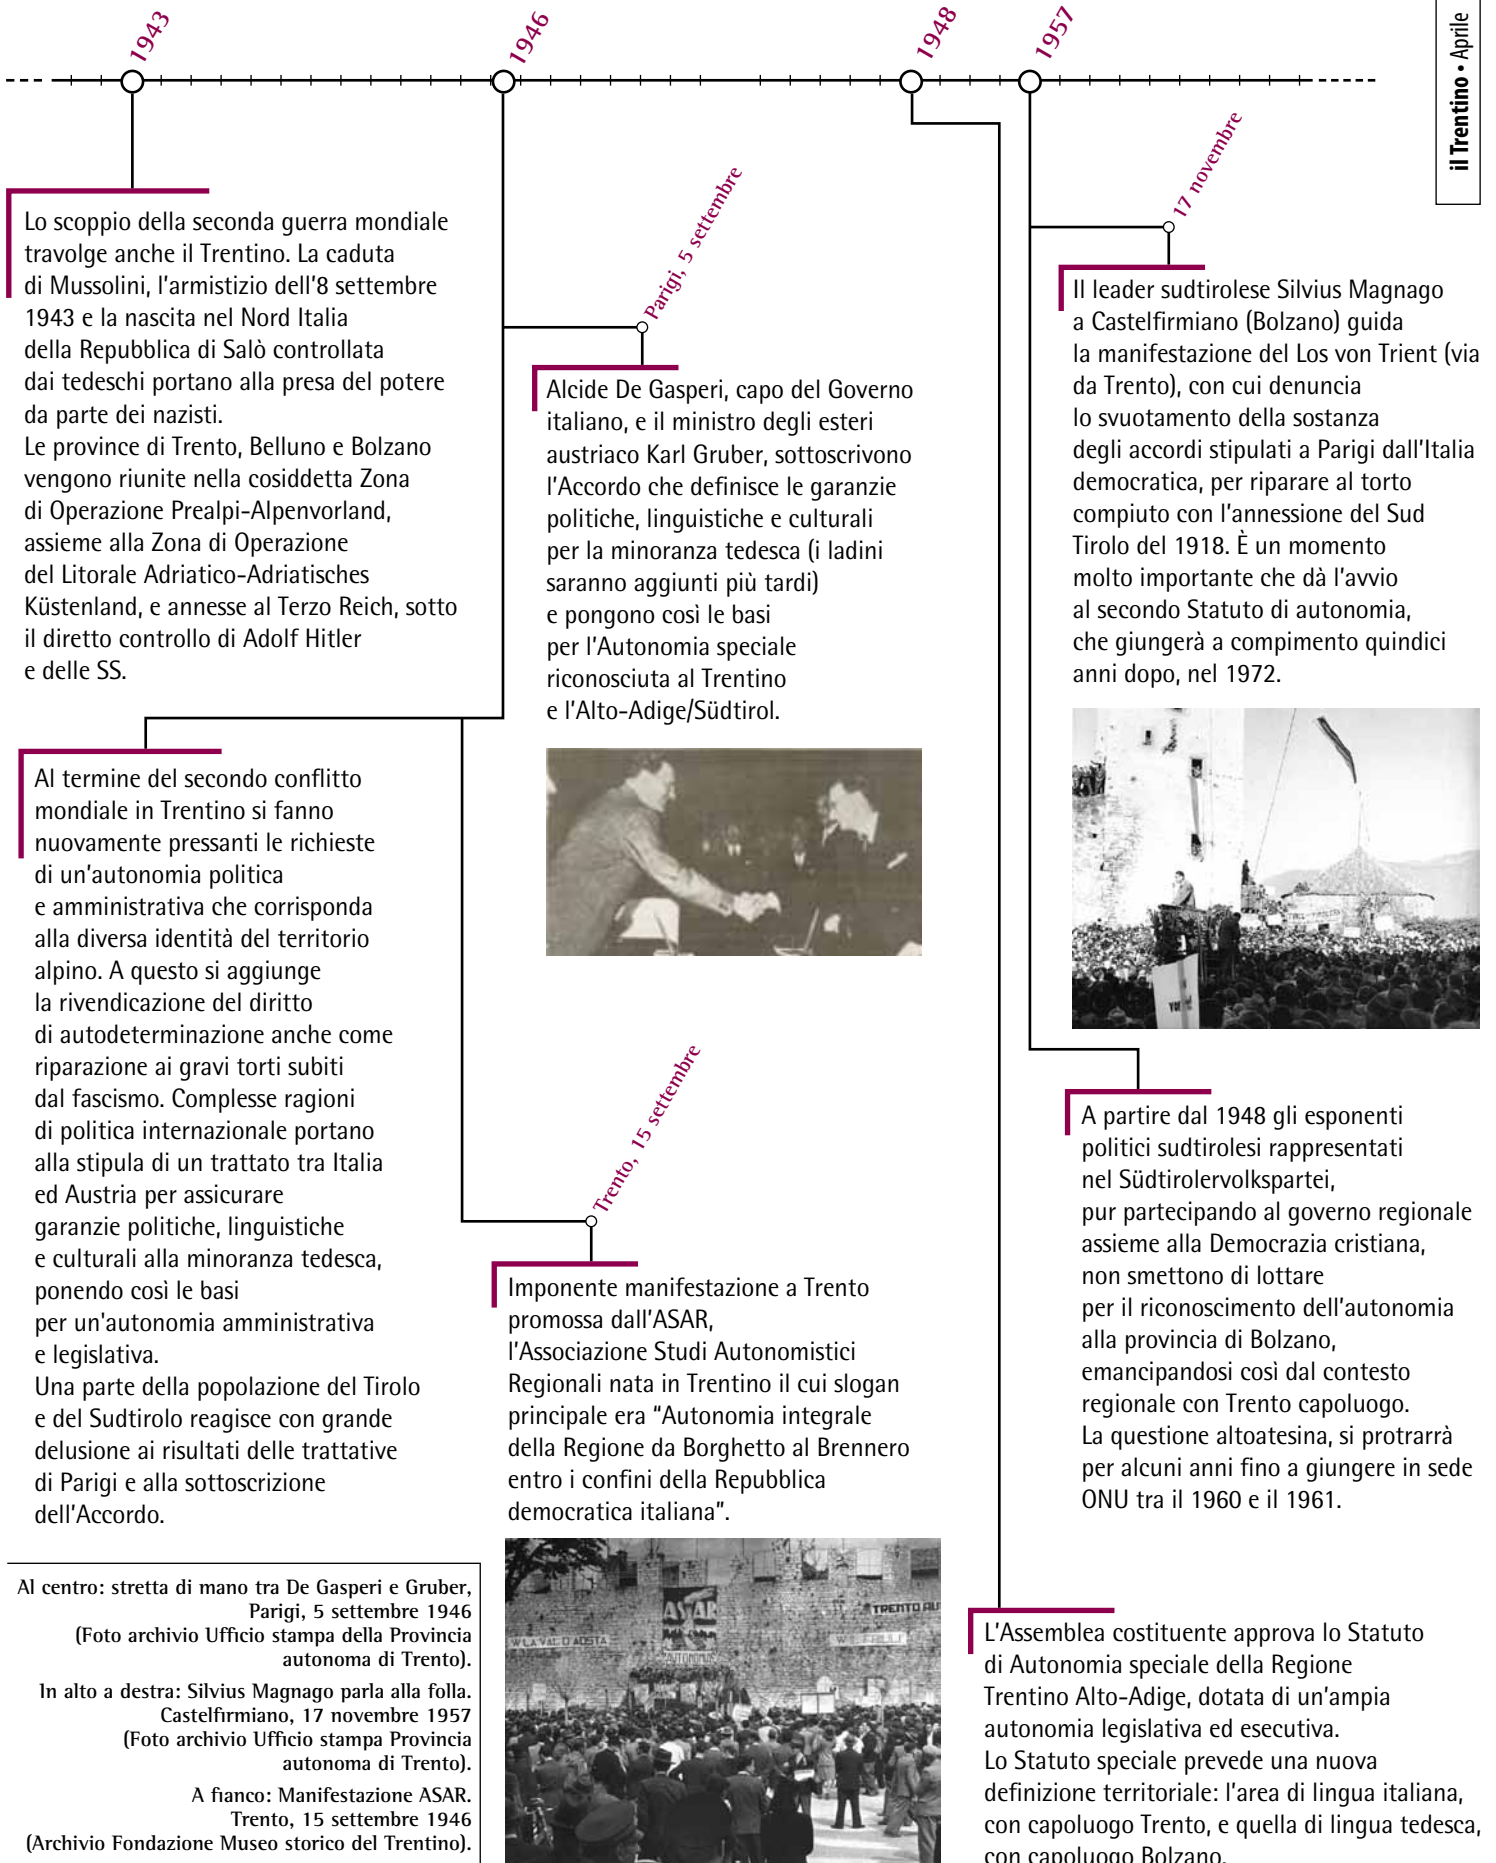 1943
1946
1948
1957
il Trentino • Aprile
Lo scoppio della seconda guerra mondiale
travolge anche il Trentino. La caduta
di Mussolini, l'armistizio dell'8 settembre
1943 e la nascita nel Nord Italia
della Repubblica di Salò controllata
dai tedeschi portano alla presa del potere
da parte dei nazisti.
Le province di Trento, Belluno e Bolzano
vengono riunite nella cosiddetta Zona
di Operazione Prealpi-Alpenvorland,
assieme alla Zona di Operazione
del Litorale Adriatico-Adriatisches
Küstenland, e annesse al Terzo Reich, sotto
il diretto controllo di Adolf Hitler
e delle SS.
Al termine del secondo conflitto
mondiale in Trentino si fanno
nuovamente pressanti le richieste
di un'autonomia politica
e amministrativa che corrisponda
alla diversa identità del territorio
alpino. A questo si aggiunge
la rivendicazione del diritto
di autodeterminazione anche come
riparazione ai gravi torti subiti
dal fascismo. Complesse ragioni
di politica internazionale portano
alla stipula di un trattato tra Italia
ed Austria per assicurare
garanzie politiche, linguistiche
e culturali alla minoranza tedesca,
ponendo così le basi
per un'autonomia amministrativa
e legislativa.
Una parte della popolazione del Tirolo
e del Sudtirolo reagisce con grande
delusione ai risultati delle trattative
di Parigi e alla sottoscrizione
dell'Accordo.
Parigi, 5 settembre
Alcide De Gasperi, capo del Governo
italiano, e il ministro degli esteri
austriaco Karl Gruber, sottoscrivono
l'Accordo che definisce le garanzie
politiche, linguistiche e culturali
per la minoranza tedesca (i ladini
saranno aggiunti più tardi)
e pongono così le basi
per l'Autonomia speciale
riconosciuta al Trentino
e l'Alto-Adige/Südtirol.
Trento, 15 settembre
Imponente manifestazione a Trento
promossa dall'ASAR,
l'Associazione Studi Autonomistici
Regionali nata in Trentino il cui slogan
principale era "Autonomia integrale
della Regione da Borghetto al Brennero
entro i confini della Repubblica
democratica italiana".
ASAR
AUTONOMIA
W LA VAL D'AOSTA
TRENTO AU
17 novembre
Il leader sudtirolese Silvius Magnago
a Castelfirmiano (Bolzano) guida
la manifestazione del Los von Trient (via
da Trento), con cui denuncia
lo svuotamento della sostanza
degli accordi stipulati a Parigi dall'Italia
democratica, per riparare al torto
compiuto con l'annessione del Sud
Tirolo del 1918. È un momento
molto importante che dà l'avvio
al secondo Statuto di autonomia,
che giungerà a compimento quindici
anni dopo, nel 1972.
A partire dal 1948 gli esponenti
politici sudtirolesi rappresentati
nel Südtirolervolkspartei,
pur partecipando al governo regionale
assieme alla Democrazia cristiana,
non smettono di lottare
per il riconoscimento dell'autonomia
alla provincia di Bolzano,
emancipandosi così dal contesto
regionale con Trento capoluogo.
La questione altoatesina, si protrarrà
per alcuni anni fino a giungere in sede
ONU tra il 1960 e il 1961.
L'Assemblea costituente approva lo Statuto
di Autonomia speciale della Regione
Trentino Alto-Adige, dotata di un'ampia
autonomia legislativa ed esecutiva.
Lo Statuto speciale prevede una nuova
definizione territoriale: l'area di lingua italiana,
con capoluogo Trento, e quella di lingua tedesca,
con capoluogo Bolzano.
Al centro: stretta di mano tra De Gasperi e Gruber,
Parigi, 5 settembre 1946
(Foto archivio Ufficio stampa della Provincia
autonoma di Trento).
In alto a destra: Silvius Magnago parla alla folla.
Castelfirmiano, 17 novembre 1957
(Foto archivio Ufficio stampa Provincia
autonoma di Trento).
A fianco: Manifestazione ASAR.
Trento, 15 settembre 1946
(Archivio Fondazione Museo storico del Trentino).